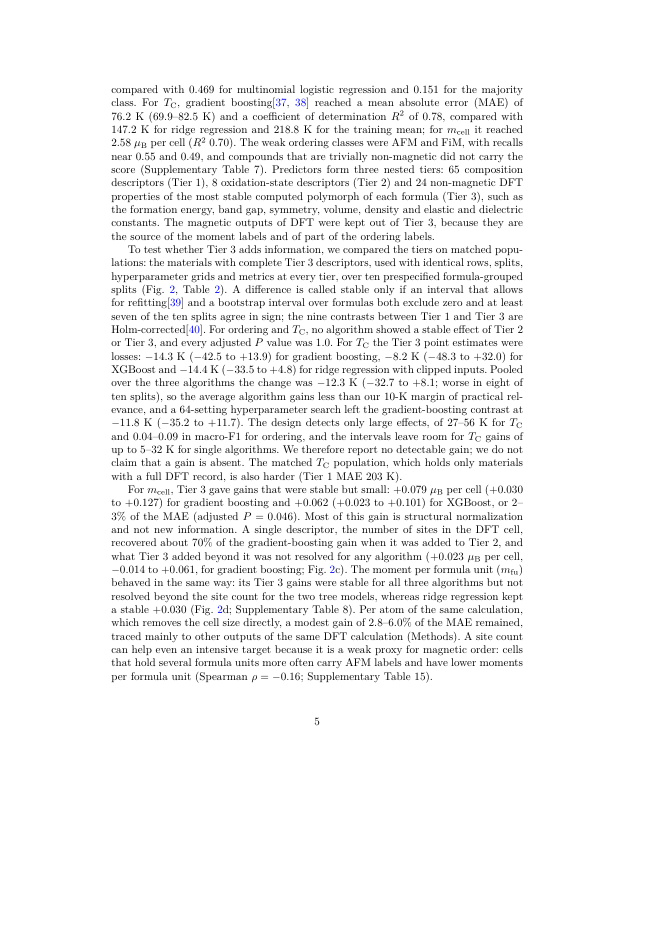 compared with 0.469 for multinomial logistic regression and 0.151 for the majority
class. For T_C, gradient boosting[37, 38] reached a mean absolute error (MAE) of
76.2 K (69.9–82.5 K) and a coefficient of determination R² of 0.78, compared with
147.2 K for ridge regression and 218.8 K for the training mean; for m_cell it reached
2.58 μ_B per cell (R² 0.70). The weak ordering classes were AFM and FiM, with recalls
near 0.55 and 0.49, and compounds that are trivially non-magnetic did not carry the
score (Supplementary Table 7). Predictors form three nested tiers: 65 composition
descriptors (Tier 1), 8 oxidation-state descriptors (Tier 2) and 24 non-magnetic DFT
properties of the most stable computed polymorph of each formula (Tier 3), such as
the formation energy, band gap, symmetry, volume, density and elastic and dielectric
constants. The magnetic outputs of DFT were kept out of Tier 3, because they are
the source of the moment labels and of part of the ordering labels.
To test whether Tier 3 adds information, we compared the tiers on matched popu-
lations: the materials with complete Tier 3 descriptors, used with identical rows, splits,
hyperparameter grids and metrics at every tier, over ten prespecified formula-grouped
splits (Fig. 2, Table 2). A difference is called stable only if an interval that allows
for refitting[39] and a bootstrap interval over formulas both exclude zero and at least
seven of the ten splits agree in sign; the nine contrasts between Tier 1 and Tier 3 are
Holm-corrected[40]. For ordering and T_C, no algorithm showed a stable effect of Tier 2
or Tier 3, and every adjusted P value was 1.0. For T_C the Tier 3 point estimates were
losses: −14.3 K (−42.5 to +13.9) for gradient boosting, −8.2 K (−48.3 to +32.0) for
XGBoost and −14.4 K (−33.5 to +4.8) for ridge regression with clipped inputs. Pooled
over the three algorithms the change was −12.3 K (−32.7 to +8.1; worse in eight of
ten splits), so the average algorithm gains less than our 10-K margin of practical rel-
evance, and a 64-setting hyperparameter search left the gradient-boosting contrast at
−11.8 K (−35.2 to +11.7). The design detects only large effects, of 27–56 K for T_C
and 0.04–0.09 in macro-F1 for ordering, and the intervals leave room for T_C gains of
up to 5–32 K for single algorithms. We therefore report no detectable gain; we do not
claim that a gain is absent. The matched T_C population, which holds only materials
with a full DFT record, is also harder (Tier 1 MAE 203 K).
For m_cell, Tier 3 gave gains that were stable but small: +0.079 μ_B per cell (+0.030
to +0.127) for gradient boosting and +0.062 (+0.023 to +0.101) for XGBoost, or 2–
3% of the MAE (adjusted P = 0.046). Most of this gain is structural normalization
and not new information. A single descriptor, the number of sites in the DFT cell,
recovered about 70% of the gradient-boosting gain when it was added to Tier 2, and
what Tier 3 added beyond it was not resolved for any algorithm (+0.023 μ_B per cell,
−0.014 to +0.061, for gradient boosting; Fig. 2c). The moment per formula unit (m_fu)
behaved in the same way: its Tier 3 gains were stable for all three algorithms but not
resolved beyond the site count for the two tree models, whereas ridge regression kept
a stable +0.030 (Fig. 2d; Supplementary Table 8). Per atom of the same calculation,
which removes the cell size directly, a modest gain of 2.8–6.0% of the MAE remained,
traced mainly to other outputs of the same DFT calculation (Methods). A site count
can help even an intensive target because it is a weak proxy for magnetic order: cells
that hold several formula units more often carry AFM labels and have lower moments
per formula unit (Spearman ρ = −0.16; Supplementary Table 15).
5